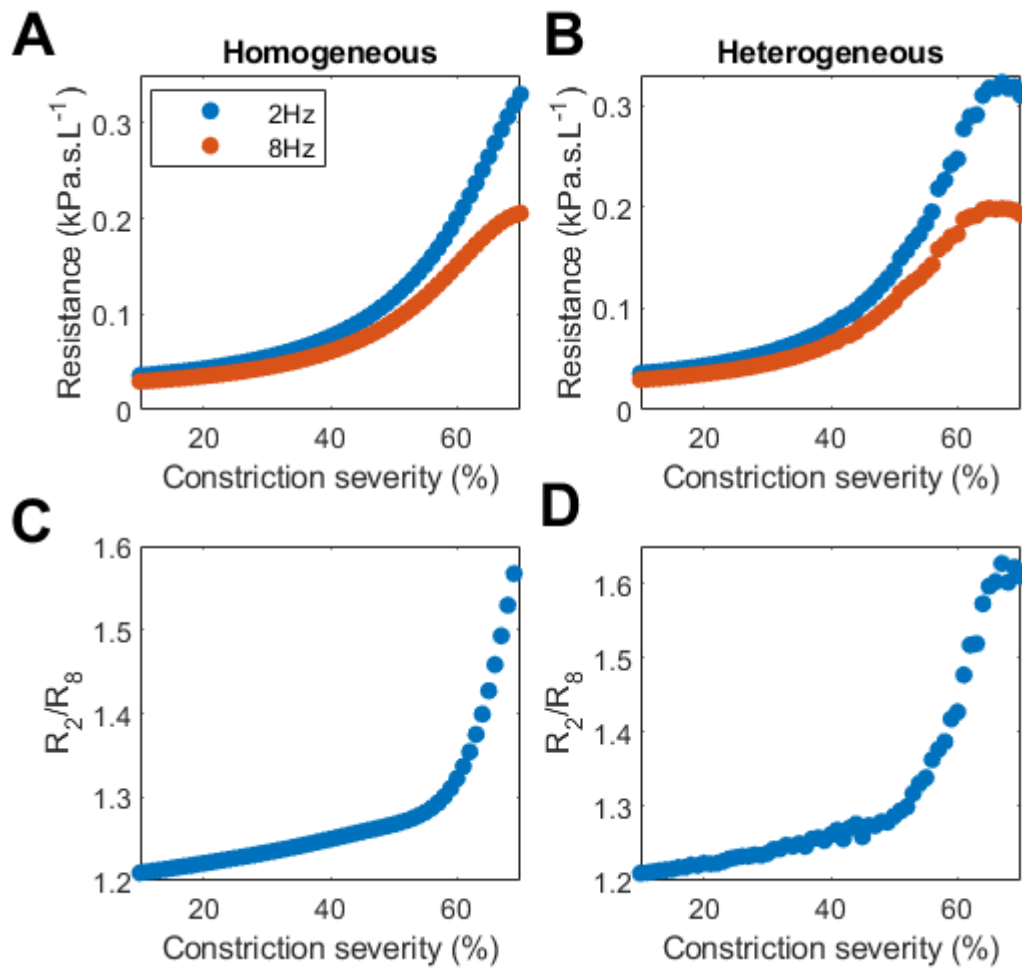 A
Homogeneous
Resistance (kPa.s.L⁻¹)
2Hz
8Hz
0.3
0.2
0.1
0
20
40
60
Constriction severity (%)
B
Heterogeneous
Resistance (kPa.s.L⁻¹)
0.3
0.2
0.1
0
20
40
60
Constriction severity (%)
C
R₂/R₈
1.6
1.5
1.4
1.3
1.2
20
40
60
Constriction severity (%)
D
R₂/R₈
1.6
1.5
1.4
1.3
1.2
20
40
60
Constriction severity (%)